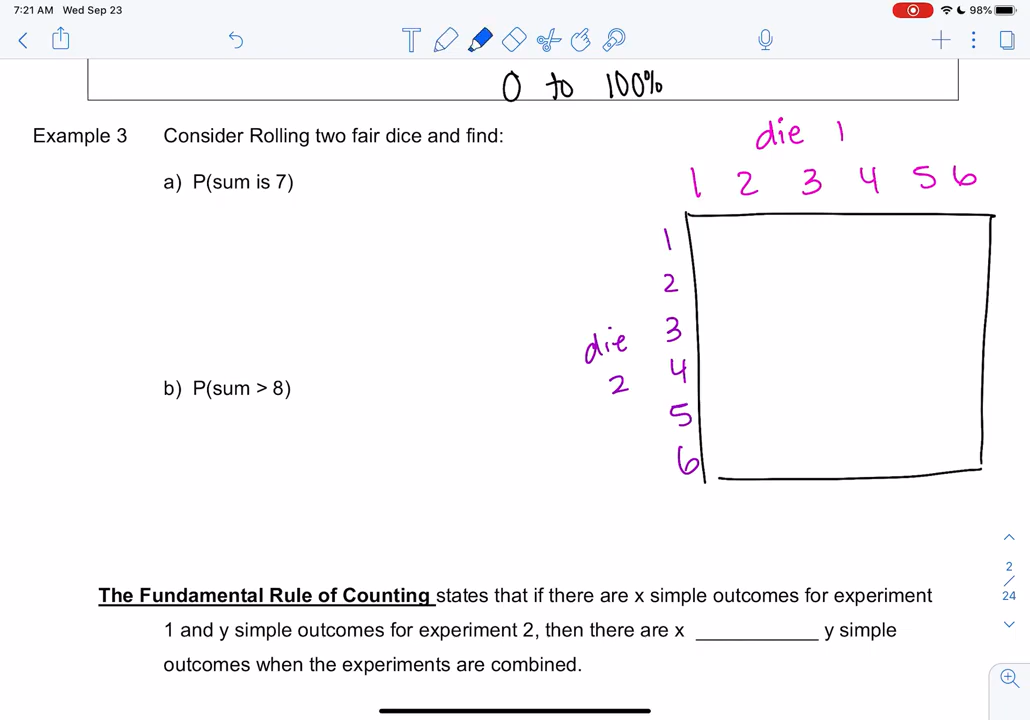 7:21 AM Wed Sep 23
98%
0 to 100%
Example 3 Consider Rolling two fair dice and find:
die 1
a) P(sum is 7)
1 2 3 4 5 6
1
2
3
die
4
2
b) P(sum > 8)
5
6
The Fundamental Rule of Counting states that if there are x simple outcomes for experiment
1 and y simple outcomes for experiment 2, then there are x ____________ y simple
outcomes when the experiments are combined.
2
/
24